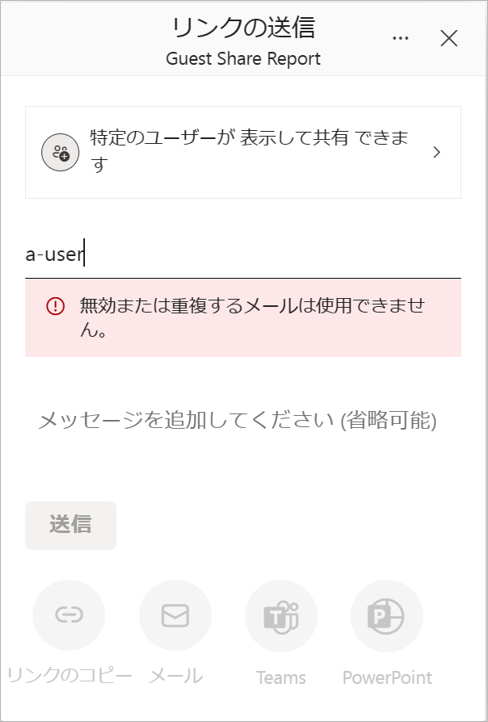 リンクの送信
Guest Share Report
特定のユーザーが 表示して共有 できま
す
a-user
無効または重複するメールは使用できませ
ん。
メッセージを追加してください (省略可能)
送信
リンクのコピー メール Teams PowerPoint